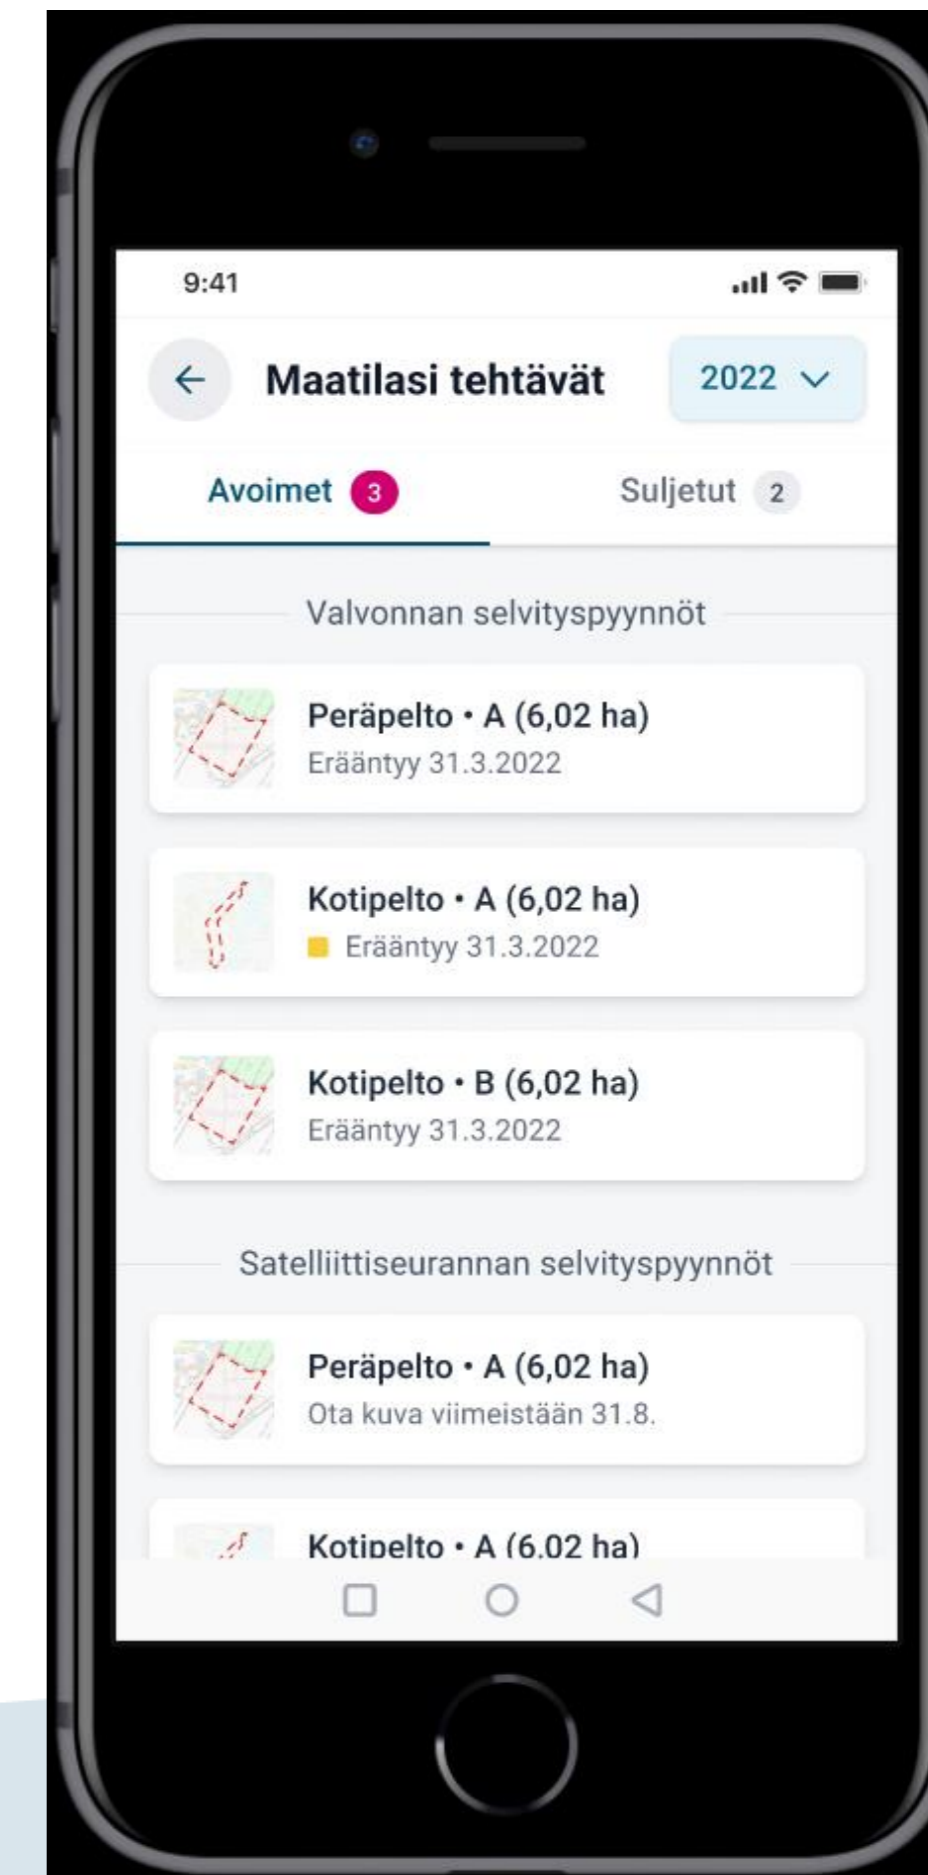 9:41
Maatilasi tehtävät
2022
Avoimet 3
Suljetut 2
Valvonnan selvityspyynnöt
Peräpelto • A (6,02 ha)
Erääntyy 31.3.2022
Kotipelto • A (6,02 ha)
Erääntyy 31.3.2022
Kotipelto • B (6,02 ha)
Erääntyy 31.3.2022
Satelliittiseurannan selvityspyynnöt
Peräpelto • A (6,02 ha)
Ota kuva viimeistään 31.8.
Kotipelto • A (6,02 ha)